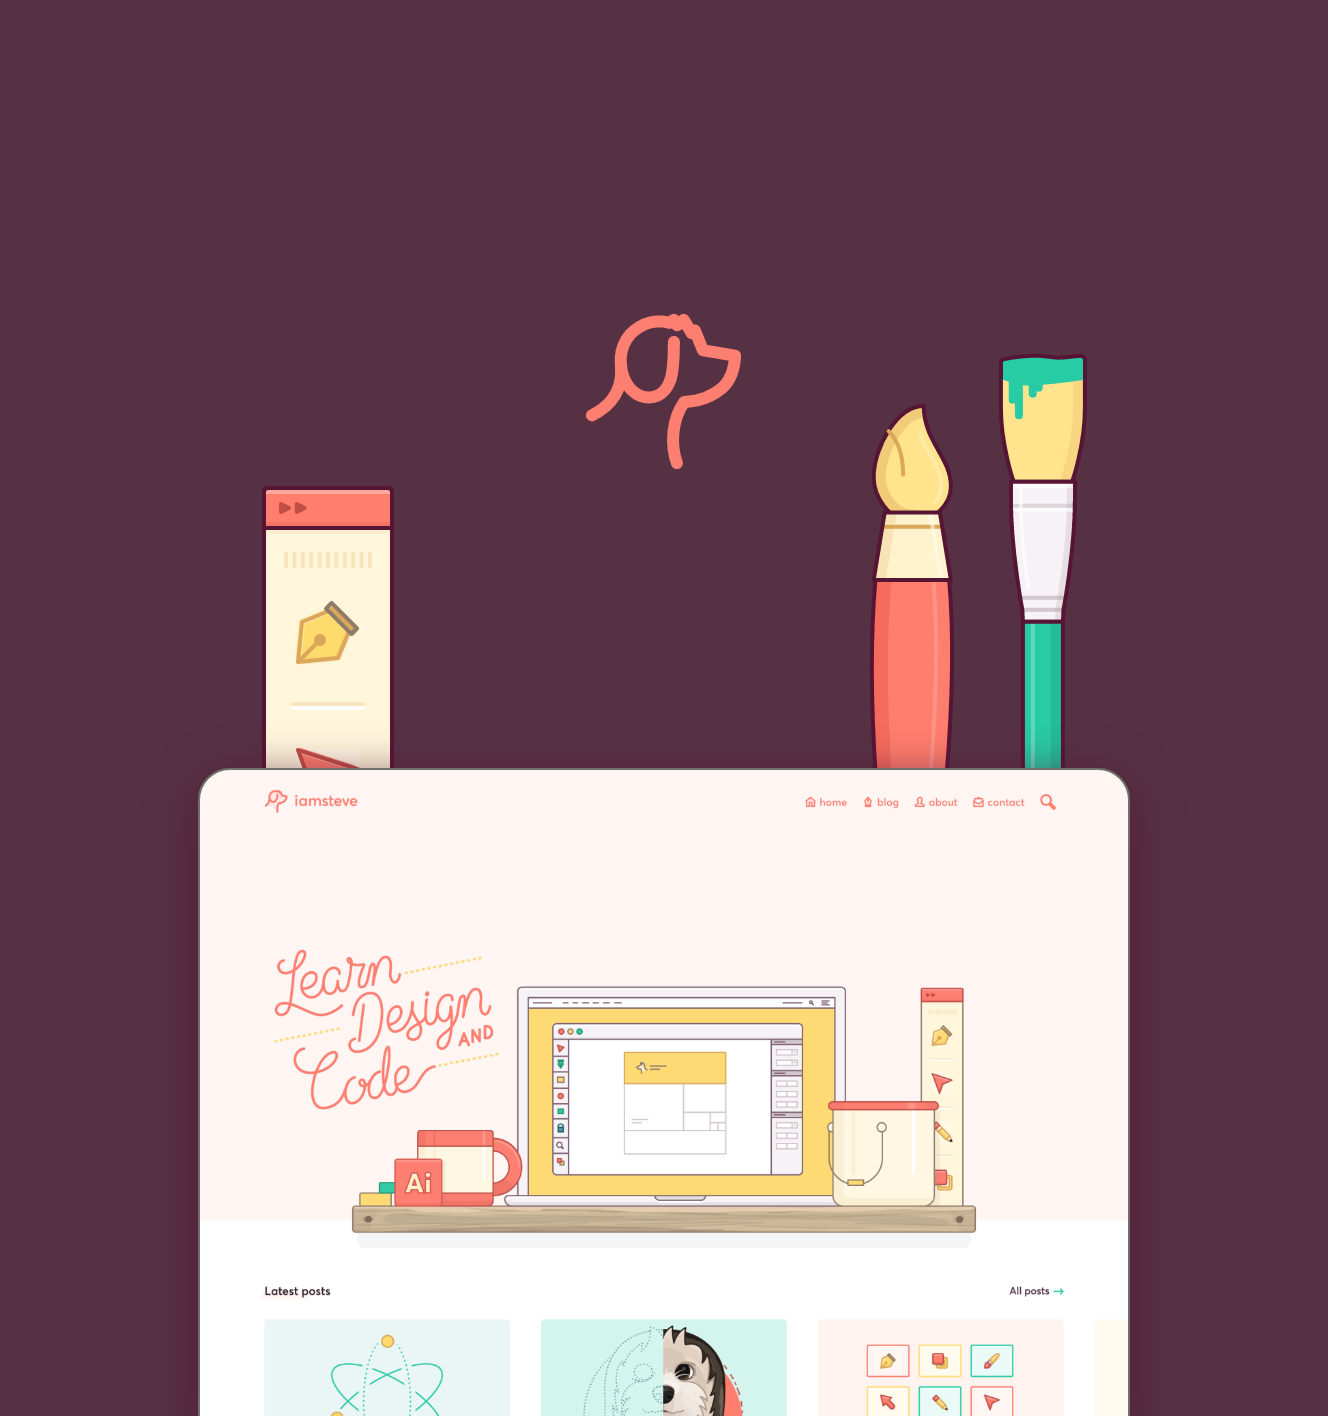 iamsteve
home
blog
about
contact
Learn
Design
AND
Code
Ai
Latest posts
All posts →